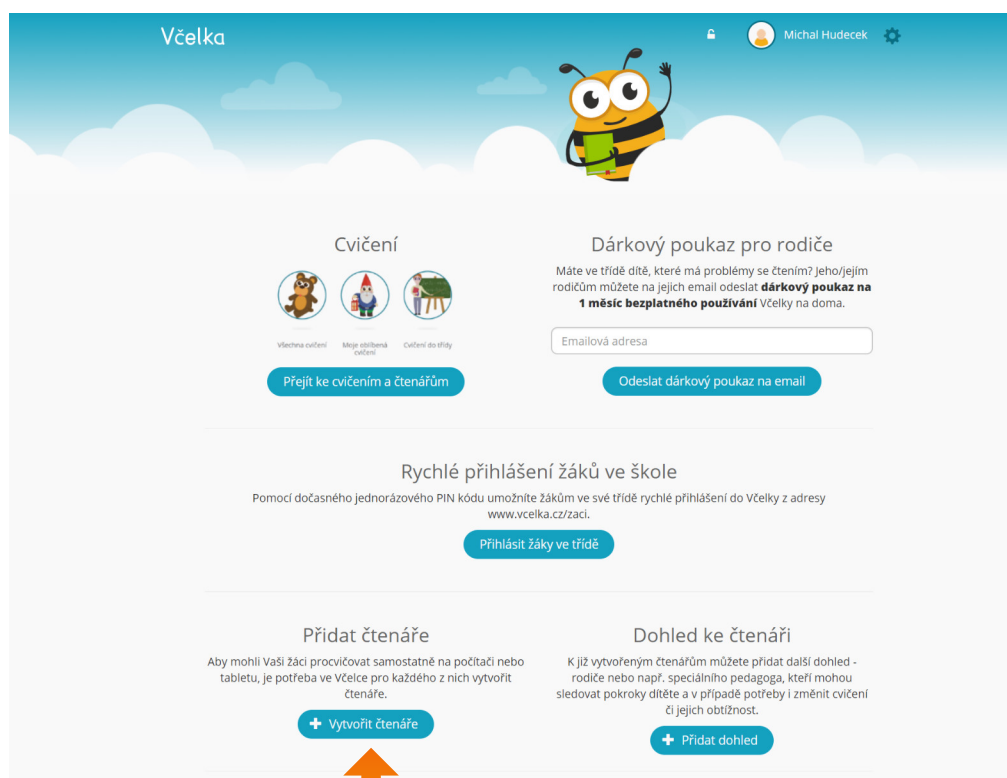 Včelka
Michal Hudecek
Cvičení
Všechna cvičení
Moje oblíbená
cvičení
Cvičení do třídy
Přejít ke cvičením a čtenářům
Dárkový poukaz pro rodiče
Máte ve třídě dítě, které má problémy se čtením? Jeho/jejím
rodičům můžete na jejich email odeslat dárkový poukaz na
1 měsíc bezplatného používání Včelky na doma.
Emailová adresa
Odeslat dárkový poukaz na email
Rychlé přihlášení žáků ve škole
Pomocí dočasného jednorázového PIN kódu umožníte žákům ve své třídě rychlé přihlášení do Včelky z adresy
www.vcelka.cz/zaci.
Přihlásit žáky ve třídě
Přidat čtenáře
Aby mohli Vaši žáci procvičovat samostatně na počítači nebo
tabletu, je potřeba ve Včelce pro každého z nich vytvořit
čtenáře.
+ Vytvořit čtenáře
Dohled ke čtenáři
K již vytvořeným čtenářům můžete přidat další dohled -
rodiče nebo např. speciálního pedagoga, kteří mohou
sledovat pokroky dítěte a v případě potřeby i změnit cvičení
či jejich obtížnost.
+ Přidat dohled